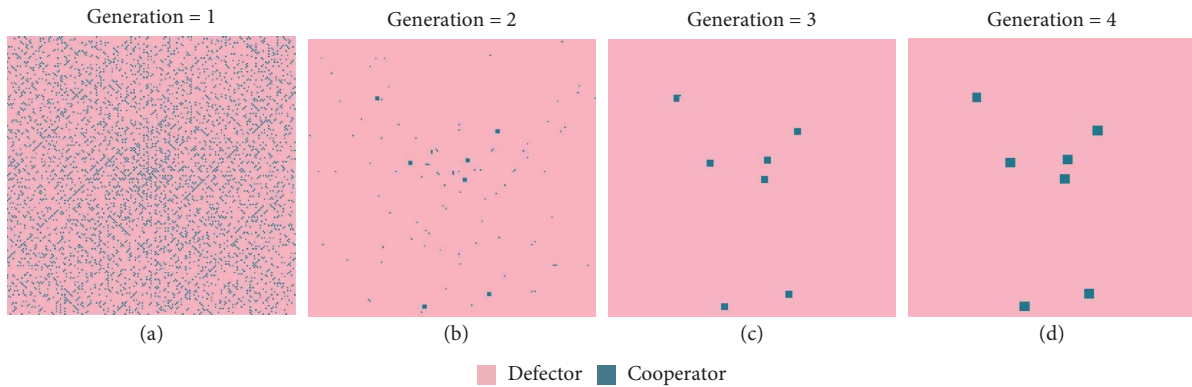 Generation = 1 Generation = 2 Generation = 3 Generation = 4
(a) (b) (c) (d)
Defector Cooperator